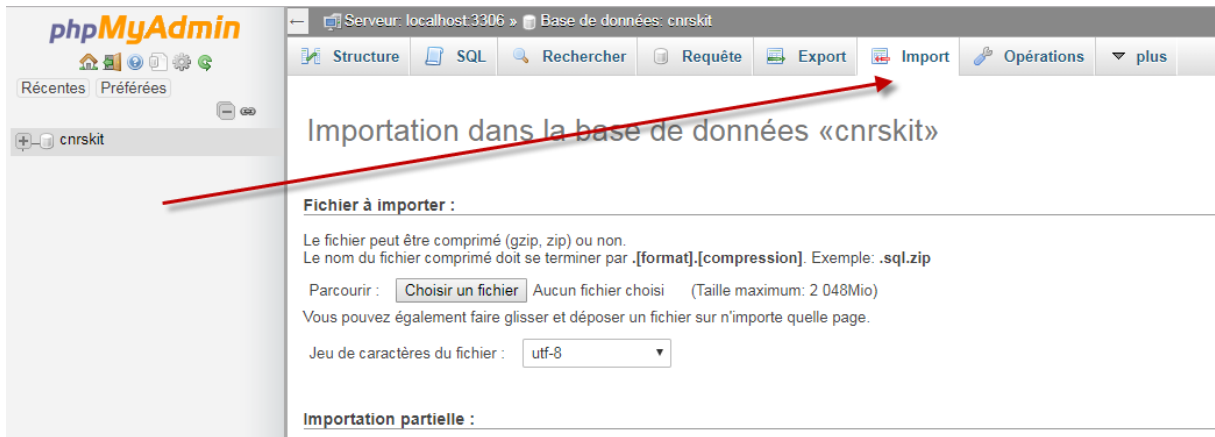 phpMyAdmin
Récentes Préférées
cnrskit
← Serveur: localhost:3306 » Base de données: cnrskit
Structure SQL Rechercher Requête Export Import Opérations plus
Importation dans la base de données «cnrskit»
Fichier à importer :
Le fichier peut être comprimé (gzip, zip) ou non.
Le nom du fichier comprimé doit se terminer par .[format].[compression]. Exemple: .sql.zip
Parcourir : Choisir un fichier Aucun fichier choisi (Taille maximum: 2 048Mio)
Vous pouvez également faire glisser et déposer un fichier sur n'importe quelle page.
Jeu de caractères du fichier : utf-8
Importation partielle :